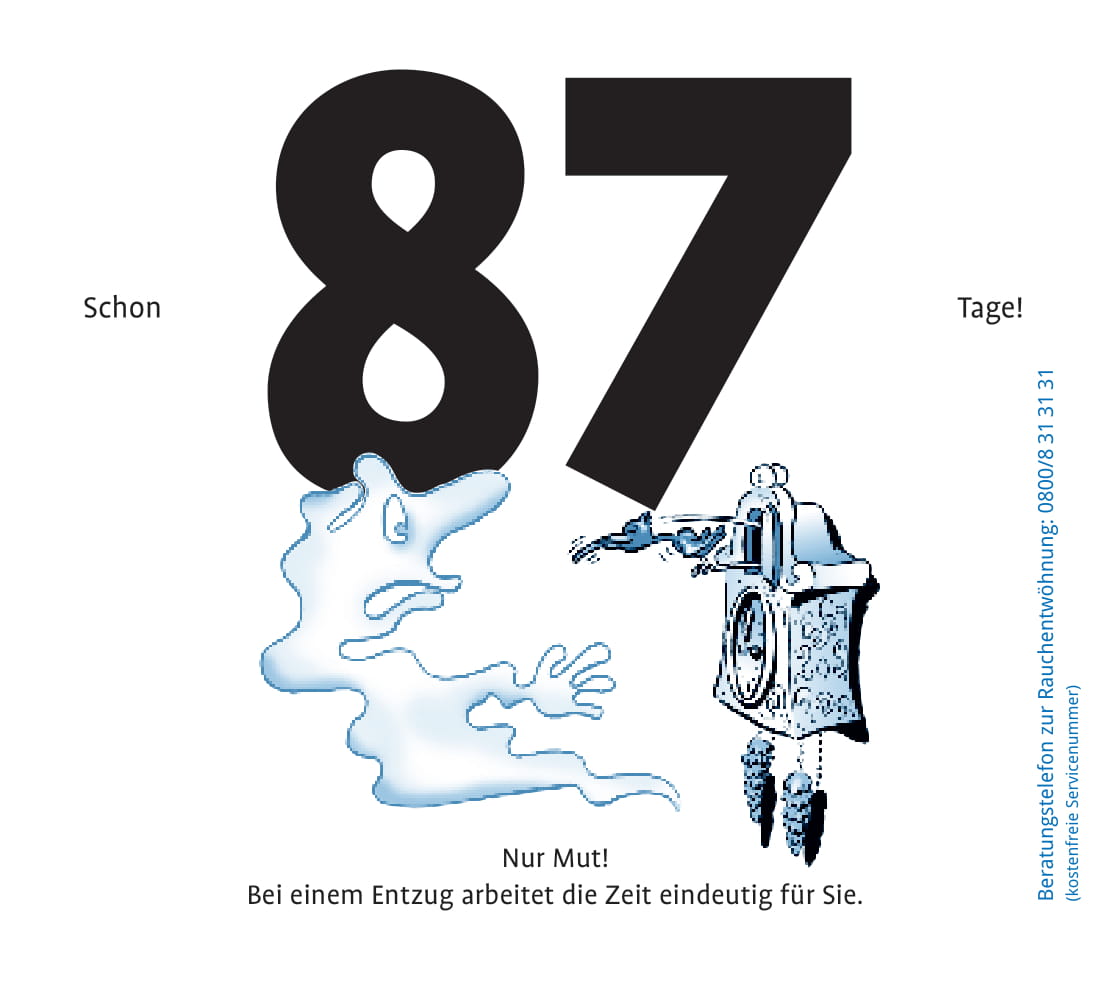 87
Schon
Tage!
Nur Mut!
Bei einem Entzug arbeitet die Zeit eindeutig für Sie.
Beratungstelefon zur Rauchentwöhnung: 0800/8 31 31 31
(kostenfreie Servicenummer)